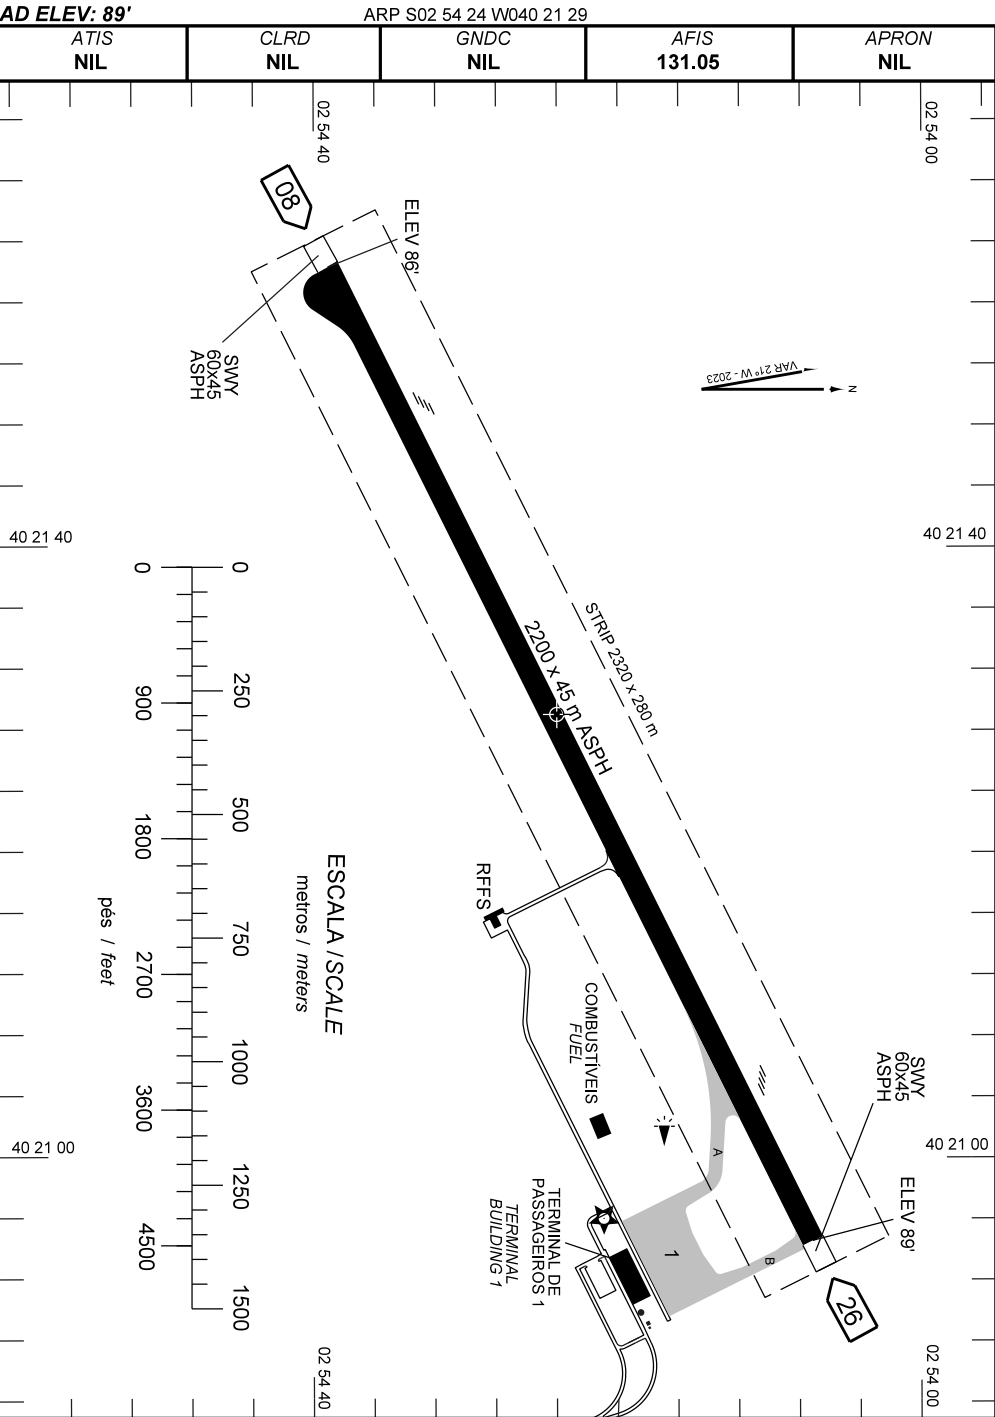 AD ELEV: 89'
ARP S02 54 24 W040 21 29
ATIS
NIL
CLRD
NIL
GNDC
NIL
AFIS
131.05
APRON
NIL
02 54 40
02 54 00
08
ELEV 86'
SWY
60x45
ASPH
VAR 21° W - 2023
N
40 21 40
40 21 40
STRIP 2320 x 280 m
2200 x 45 m ASPH
0
250
500
750
1000
1250
1500
0
900
1800
2700
3600
4500
ESCALA / SCALE
metros / meters
pés / feet
RFFS
COMBUSTÍVEIS
FUEL
SWY
60x45
ASPH
40 21 00
40 21 00
A
B
1
ELEV 89'
TERMINAL DE
PASSAGEIROS 1
TERMINAL
BUILDING 1
26
02 54 40
02 54 00